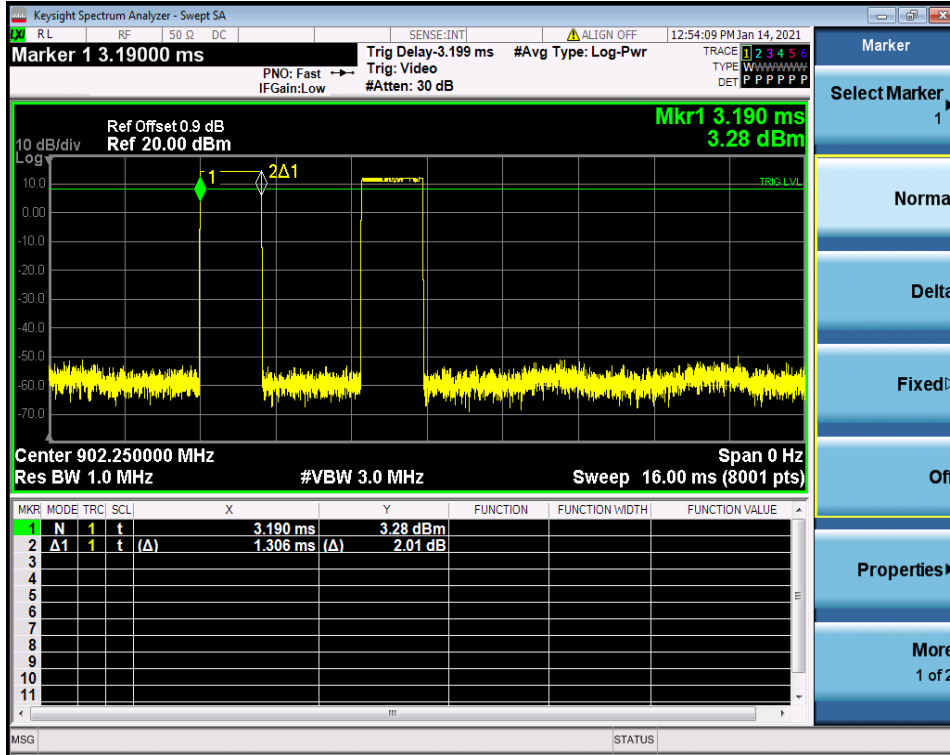 Keysight Spectrum Analyzer - Swept SA
LXI RL RF 50 Ω DC SENSE:INT ALIGN OFF 12:54:09 PM Jan 14, 2021
Marker 1 3.19000 ms
PNO: Fast
IFGain:Low
Trig Delay-3.199 ms
Trig: Video
#Atten: 30 dB
#Avg Type: Log-Pwr
TRACE 1 2 3 4 5 6
TYPE WWWWWW
DET P P P P P P
Mkr1 3.190 ms
3.28 dBm
Ref Offset 0.9 dB
10 dB/div Ref 20.00 dBm
Log
1
2Δ1
TRIG LVL
10.0
0.00
-10.0
-20.0
-30.0
-40.0
-50.0
-60.0
-70.0
Center 902.250000 MHz Span 0 Hz
Res BW 1.0 MHz #VBW 3.0 MHz Sweep 16.00 ms (8001 pts)
MKR MODE TRC SCL X Y FUNCTION FUNCTION WIDTH FUNCTION VALUE
1 N 1 t 3.190 ms 3.28 dBm
2 Δ1 1 t (Δ) 1.306 ms (Δ) 2.01 dB
3
4
5
6
7
8
9
10
11
MSG STATUS
Marker
Select Marker
1
Norma
Delta
Fixed
Off
Properties
More
1 of 2